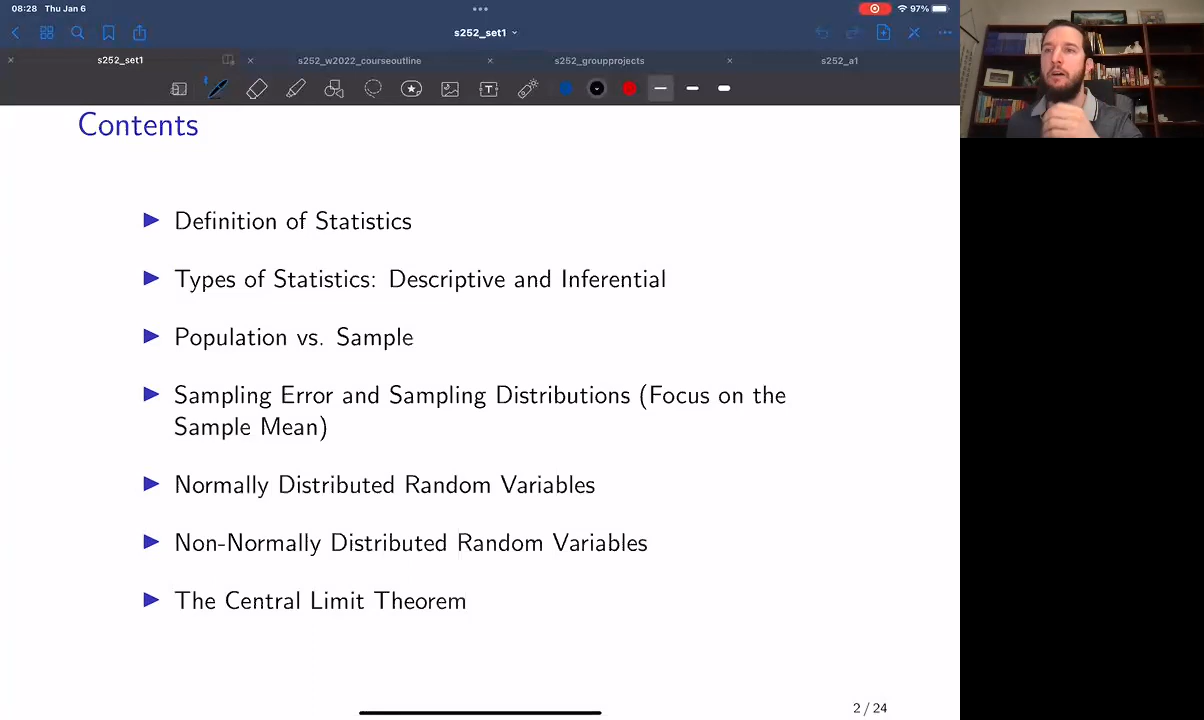 08:28 Thu Jan 6
97%
s252_set1
s252_set1
s252_w2022_courseoutline
s252_groupprojects
s252_a1
Contents
Definition of Statistics
Types of Statistics: Descriptive and Inferential
Population vs. Sample
Sampling Error and Sampling Distributions (Focus on the
Sample Mean)
Normally Distributed Random Variables
Non-Normally Distributed Random Variables
The Central Limit Theorem
2 / 24